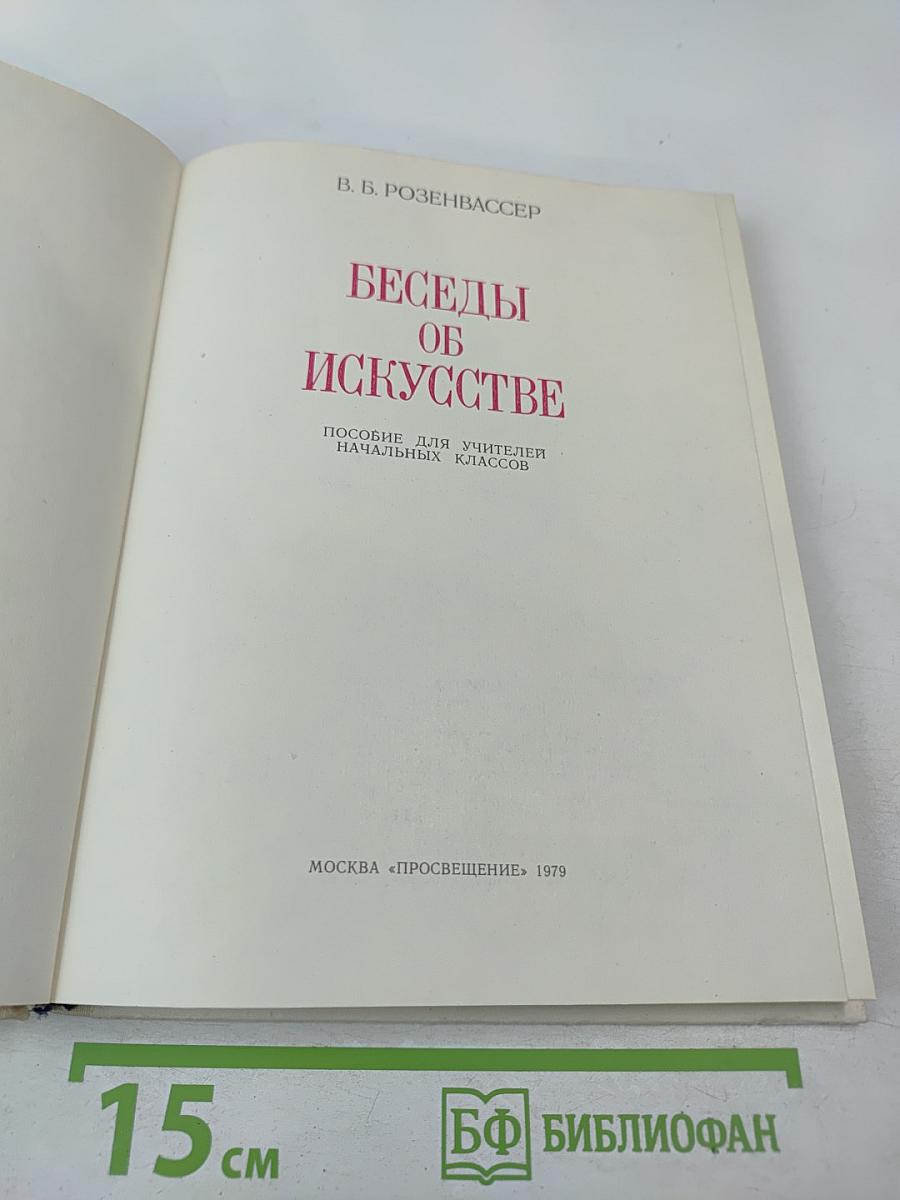 В. Б. РОЗЕНВАССЕР
БЕСЕДЫ
ОБ
ИСКУССТВЕ
ПОСОБИЕ ДЛЯ УЧИТЕЛЕЙ
НАЧАЛЬНЫХ КЛАССОВ
МОСКВА «ПРОСВЕЩЕНИЕ» 1979
15 см
БФ БИБЛИОФАН